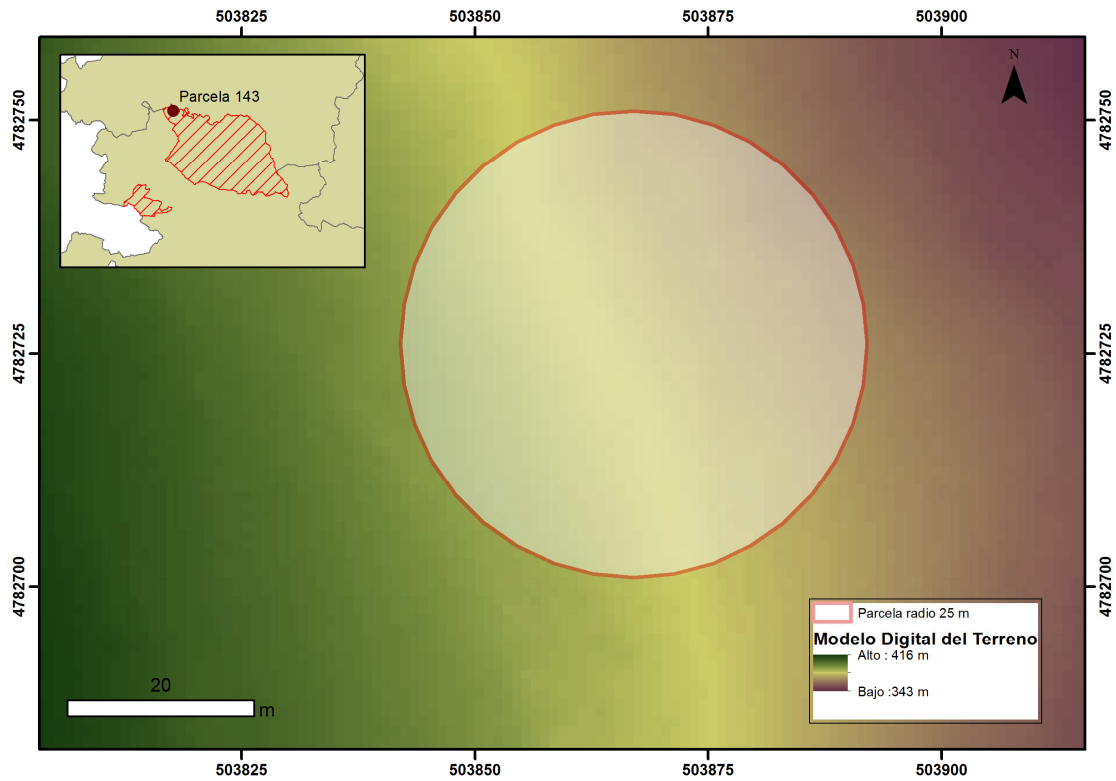 503825 503850 503875 503900
Parcela 143
N
4782750 4782750
4782725 4782725
4782700 4782700
Parcela radio 25 m
Modelo Digital del Terreno
Alto : 416 m
Bajo :343 m
20
m
503825 503850 503875 503900